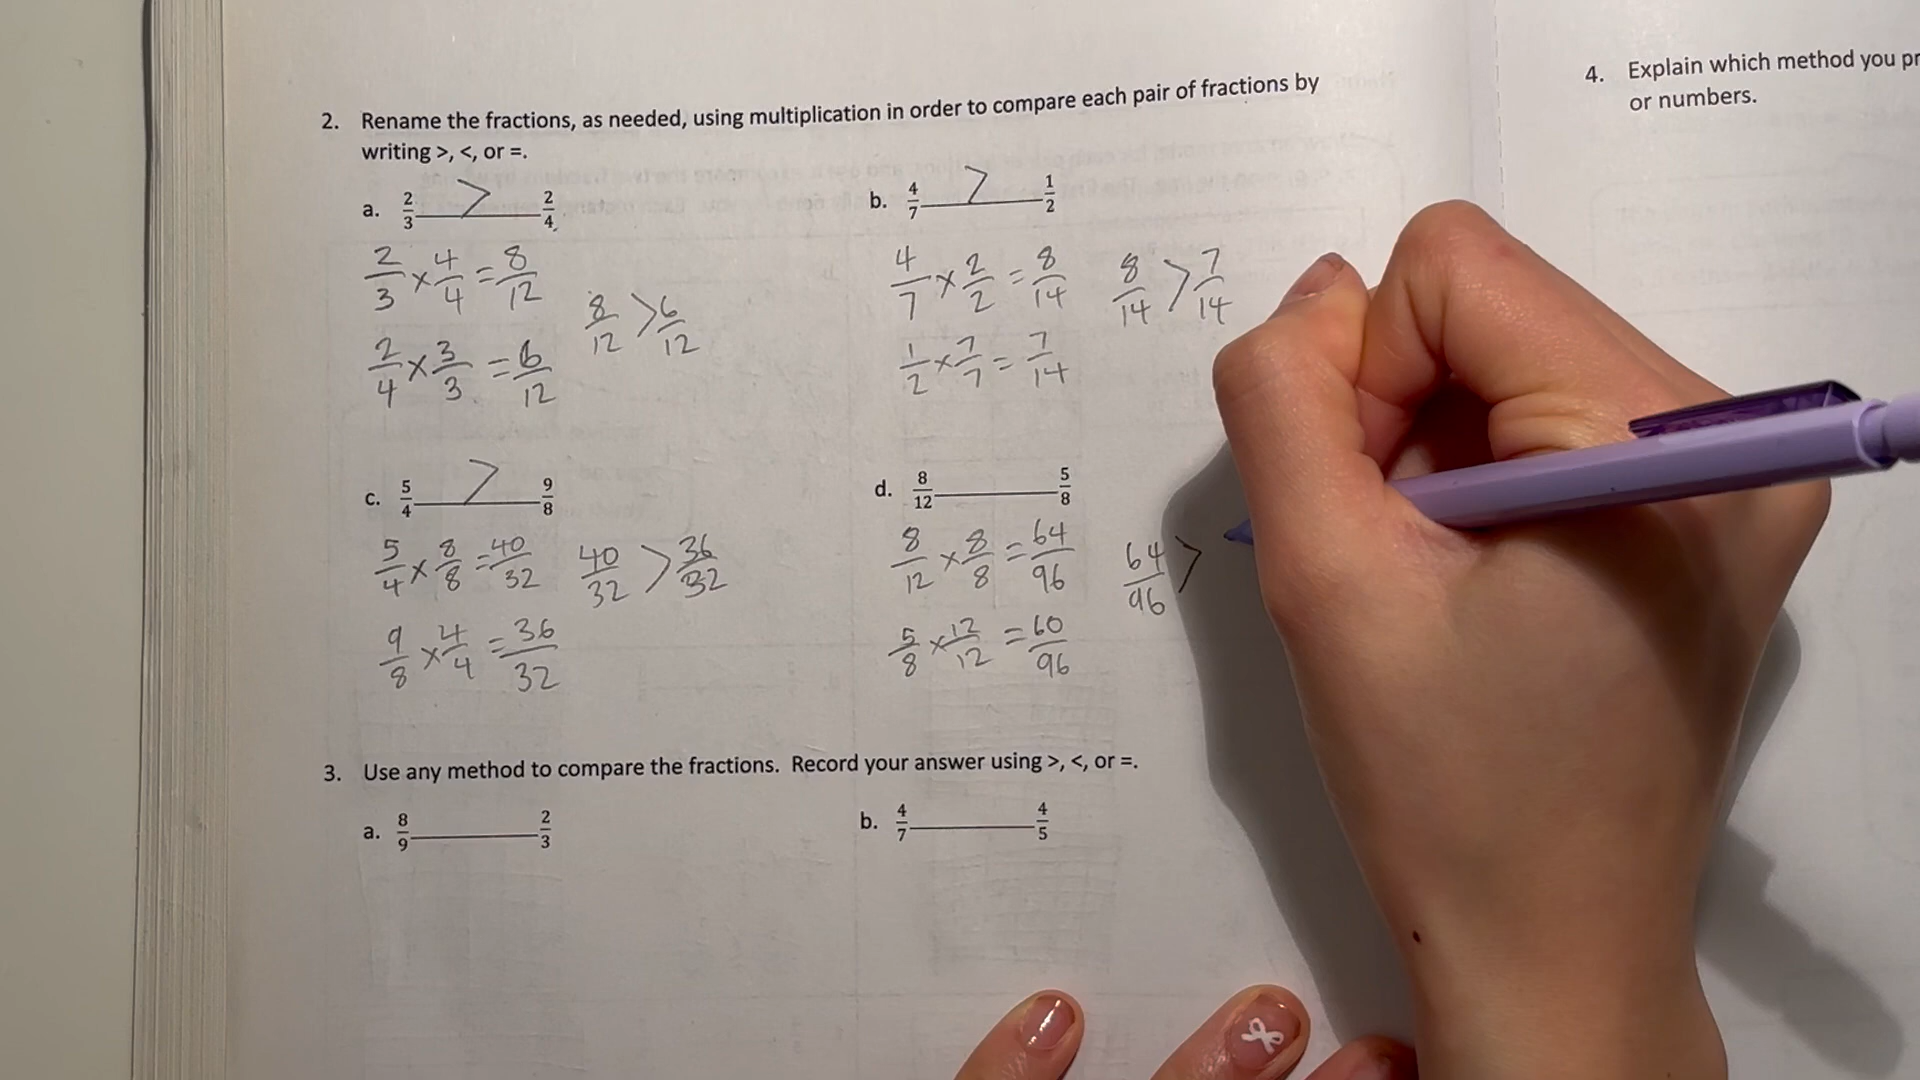 2. Rename the fractions, as needed, using multiplication in order to compare each pair of fractions by
writing >, <, or =.
a. 2/3 > 2/4
2/3 × 4/4 = 8/12
8/12 > 6/12
2/4 × 3/3 = 6/12
b. 4/7 > 1/2
4/7 × 2/2 = 8/14 8/14 > 7/14
1/2 × 7/7 = 7/14
c. 5/4 > 9/8
5/4 × 8/8 = 40/32 40/32 > 36/32
9/8 × 4/4 = 36/32
d. 8/12 ____ 5/8
8/12 × 8/8 = 64/96 64/96 >
5/8 × 12/12 = 60/96
3. Use any method to compare the fractions. Record your answer using >, <, or =.
a. 8/9 ____ 2/3
b. 4/7 ____ 4/5
4. Explain which method you pr
or numbers.